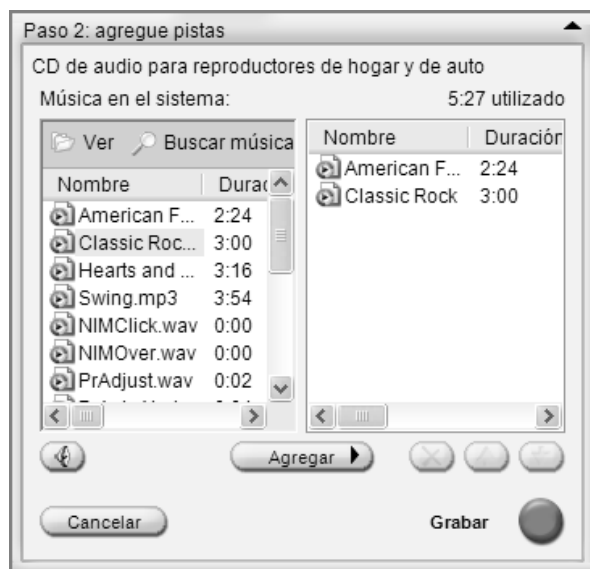 Paso 2: agregue pistas
CD de audio para reproductores de hogar y de auto
Música en el sistema:
5:27 utilizado
Ver
Buscar música
Nombre
Durac
American F... 2:24
Classic Roc... 3:00
Hearts and ... 3:16
Swing.mp3 3:54
NIMClick.wav 0:00
NIMOver.wav 0:00
PrAdjust.wav 0:02
Nombre
Duración
American F... 2:24
Classic Rock 3:00
Agregar
Cancelar
Grabar